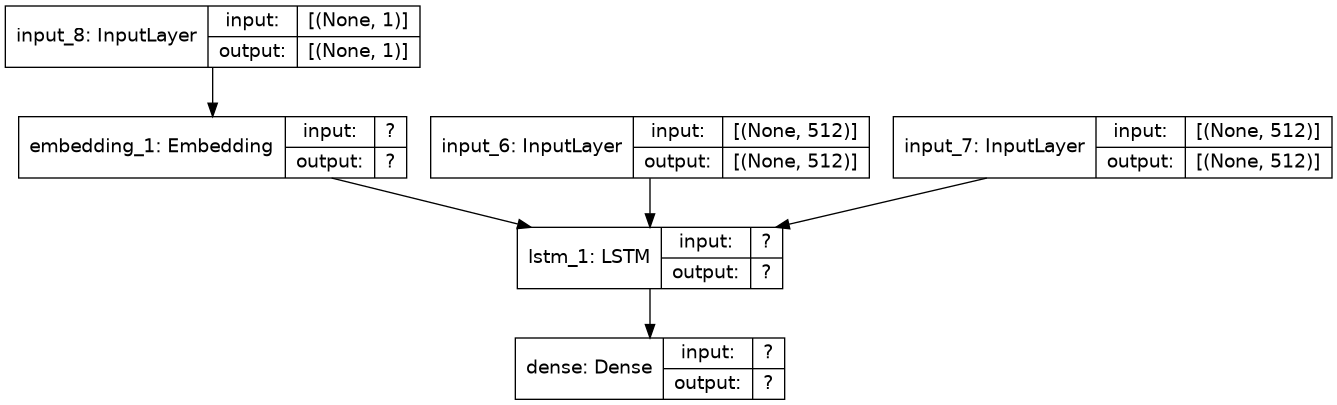 input_8: InputLayer
input: [(None, 1)]
output: [(None, 1)]
embedding_1: Embedding
input: ?
output: ?
input_6: InputLayer
input: [(None, 512)]
output: [(None, 512)]
input_7: InputLayer
input: [(None, 512)]
output: [(None, 512)]
lstm_1: LSTM
input: ?
output: ?
dense: Dense
input: ?
output: ?